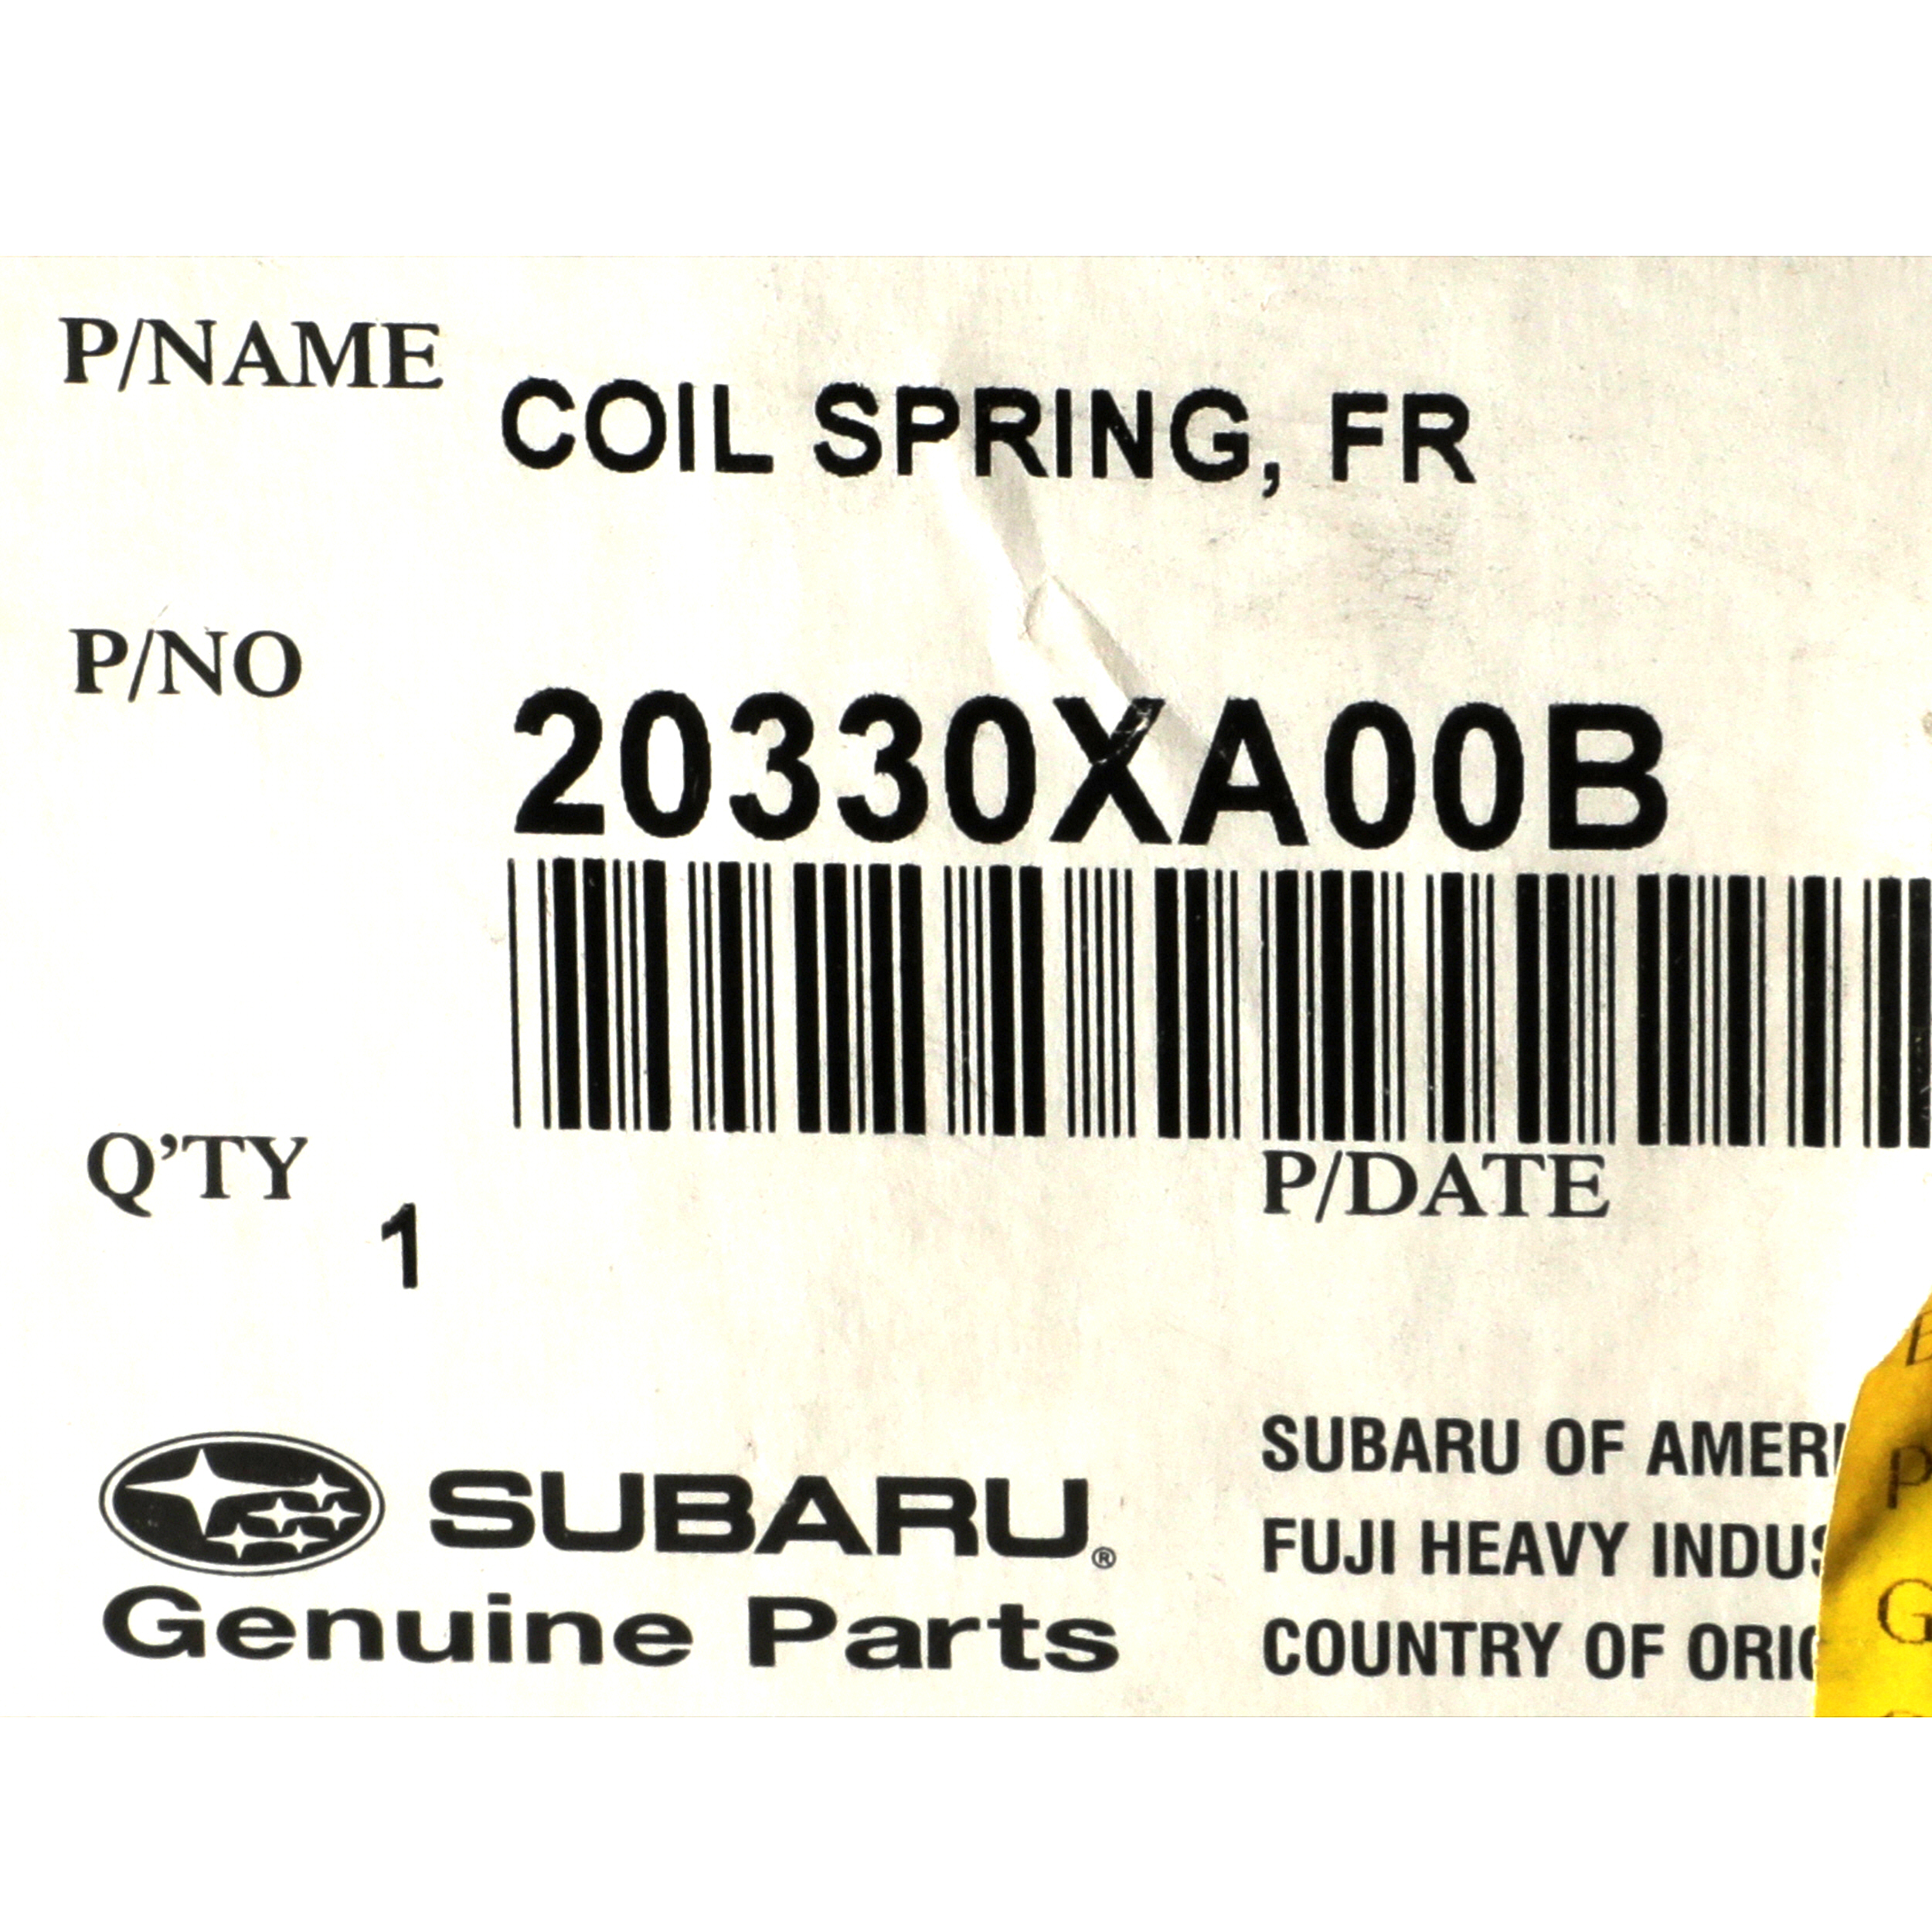 P/NAME
COIL SPRING, FR
P/NO
20330XA00B
Q'TY
1
P/DATE
SUBARU®
Genuine Parts
SUBARU OF AMERI
FUJI HEAVY INDUS
COUNTRY OF ORIG
P
G